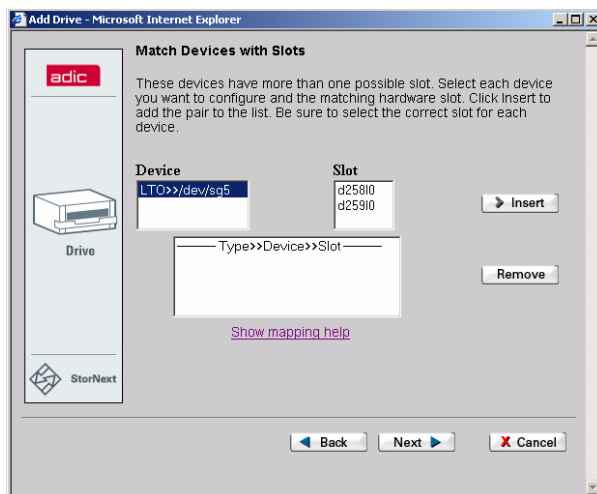 Add Drive - Microsoft Internet Explorer
adic
Match Devices with Slots
These devices have more than one possible slot. Select each device
you want to configure and the matching hardware slot. Click Insert to
add the pair to the list. Be sure to select the correct slot for each
device.
Device
Slot
LTO>>/dev/sg5
d258l0
d259l0
Insert
Drive
Type>>Device>>Slot
Remove
Show mapping help
StorNext
Back
Next
Cancel